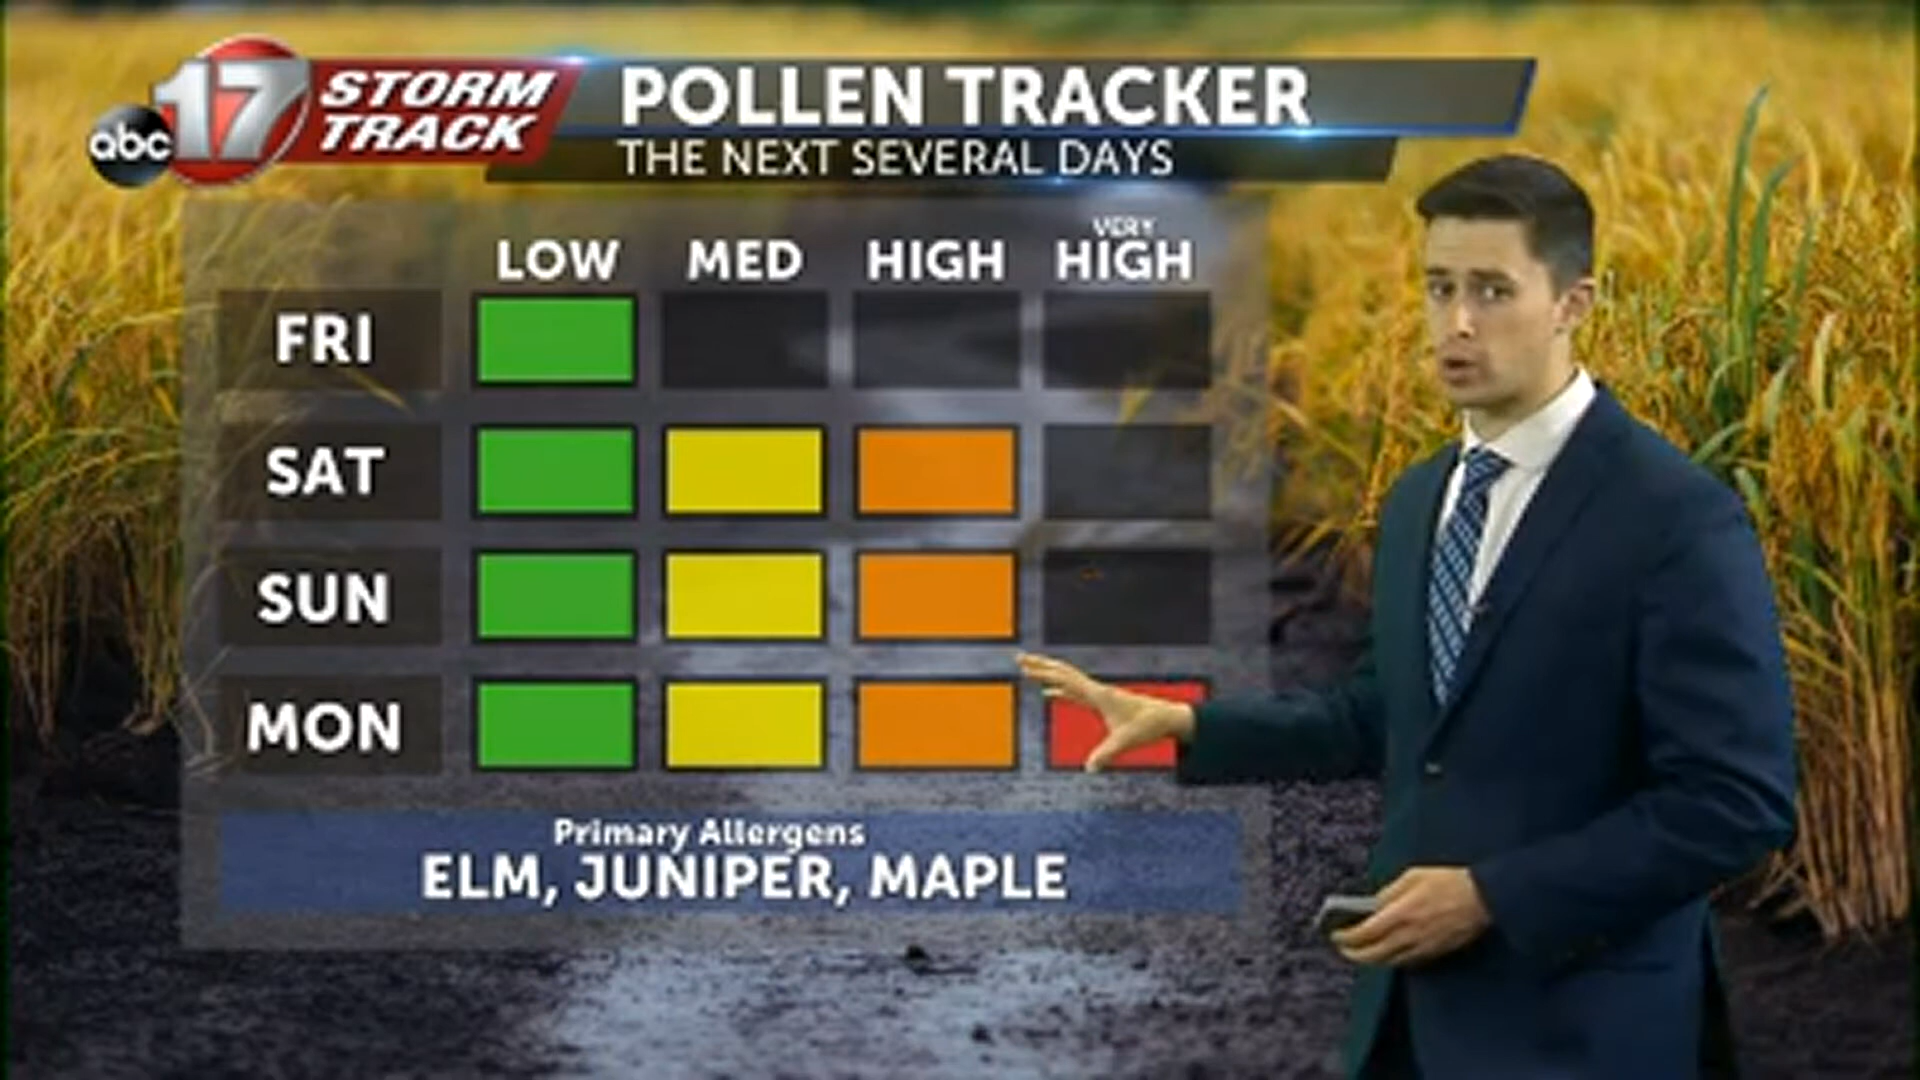 abc 17 STORM TRACK
POLLEN TRACKER
THE NEXT SEVERAL DAYS
LOW MED HIGH VERY HIGH
FRI
SAT
SUN
MON
Primary Allergens
ELM, JUNIPER, MAPLE